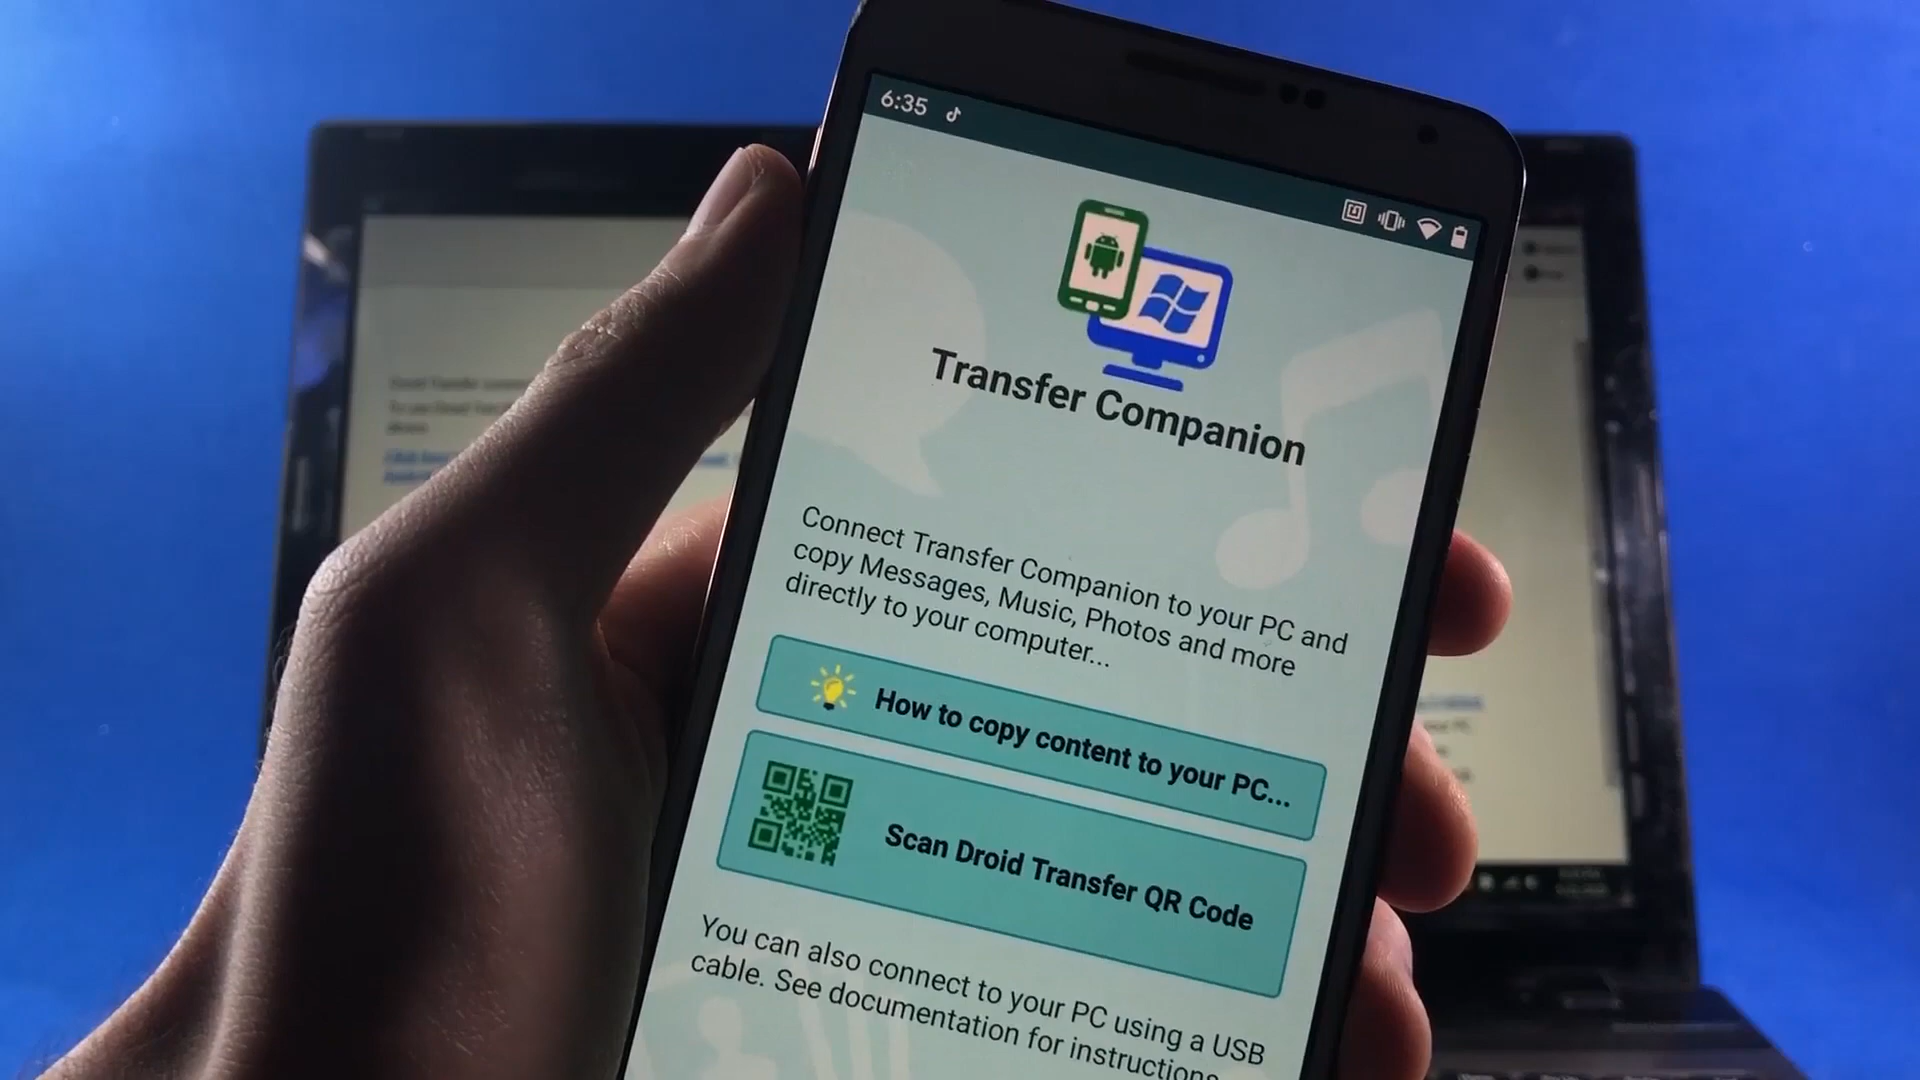 6:35
Transfer Companion
Connect Transfer Companion to your PC and
copy Messages, Music, Photos and more
directly to your computer...
How to copy content to your PC...
Scan Droid Transfer QR Code
You can also connect to your PC using a USB
cable. See documentation for instructions